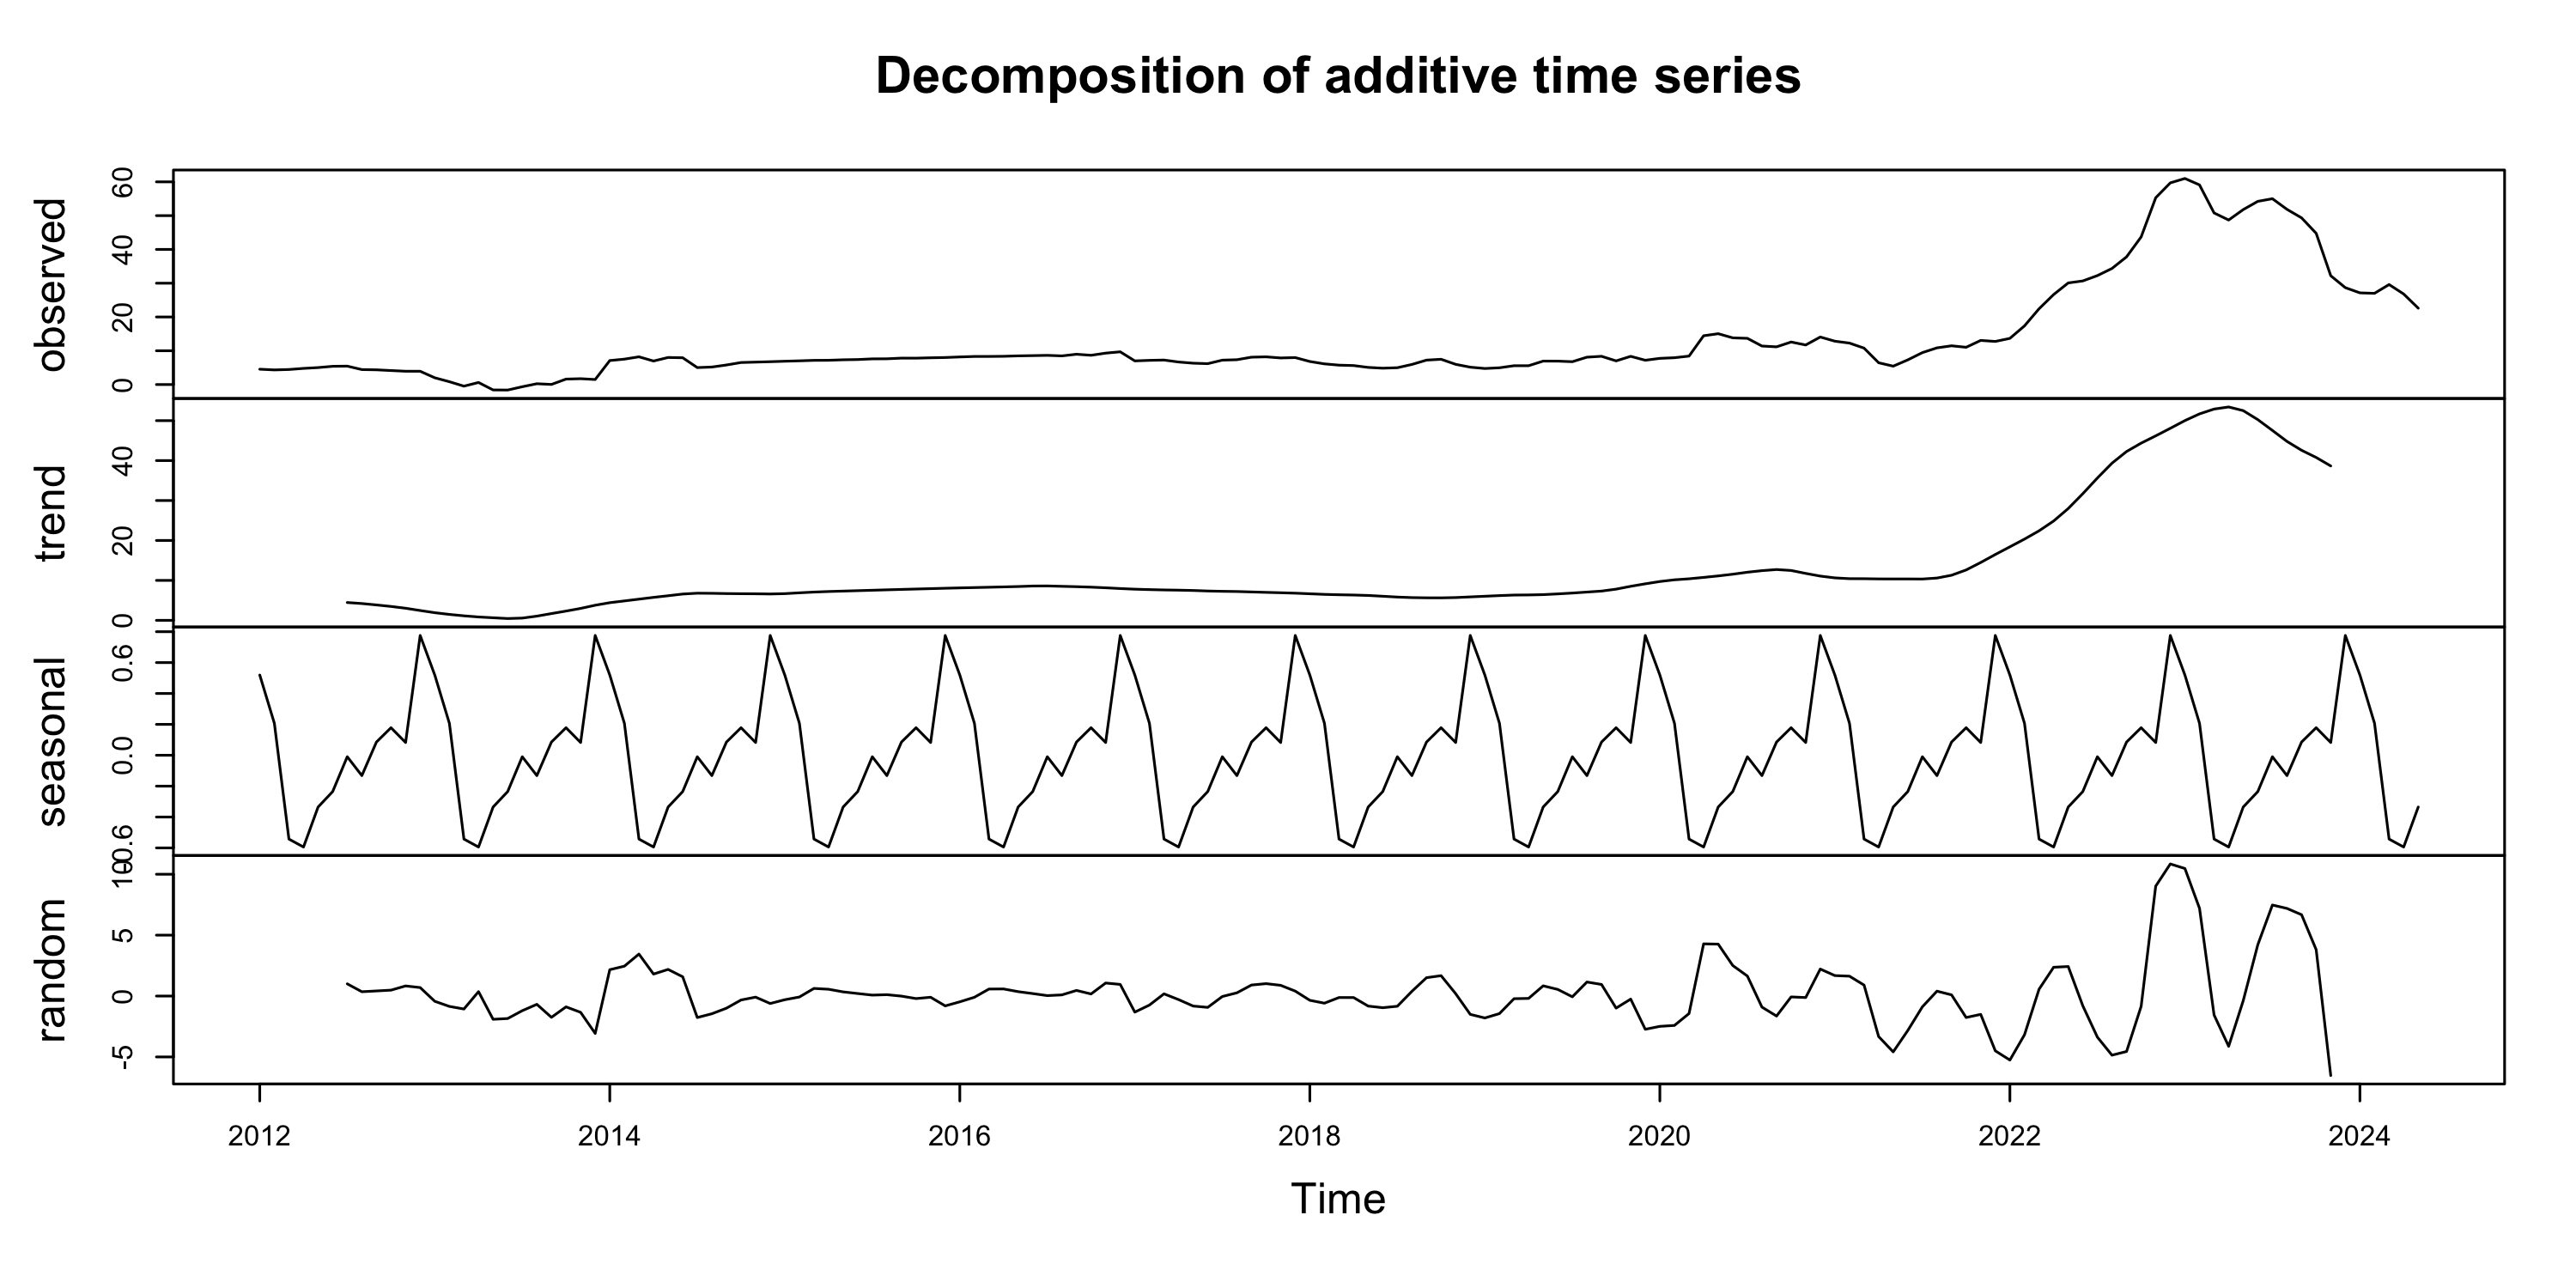 Decomposition of additive time series
observed
0 20 40 60
trend
0 20 40
seasonal
0.0 0.6
random
-5 0 5 10
2012 2014 2016 2018 2020 2022 2024
Time